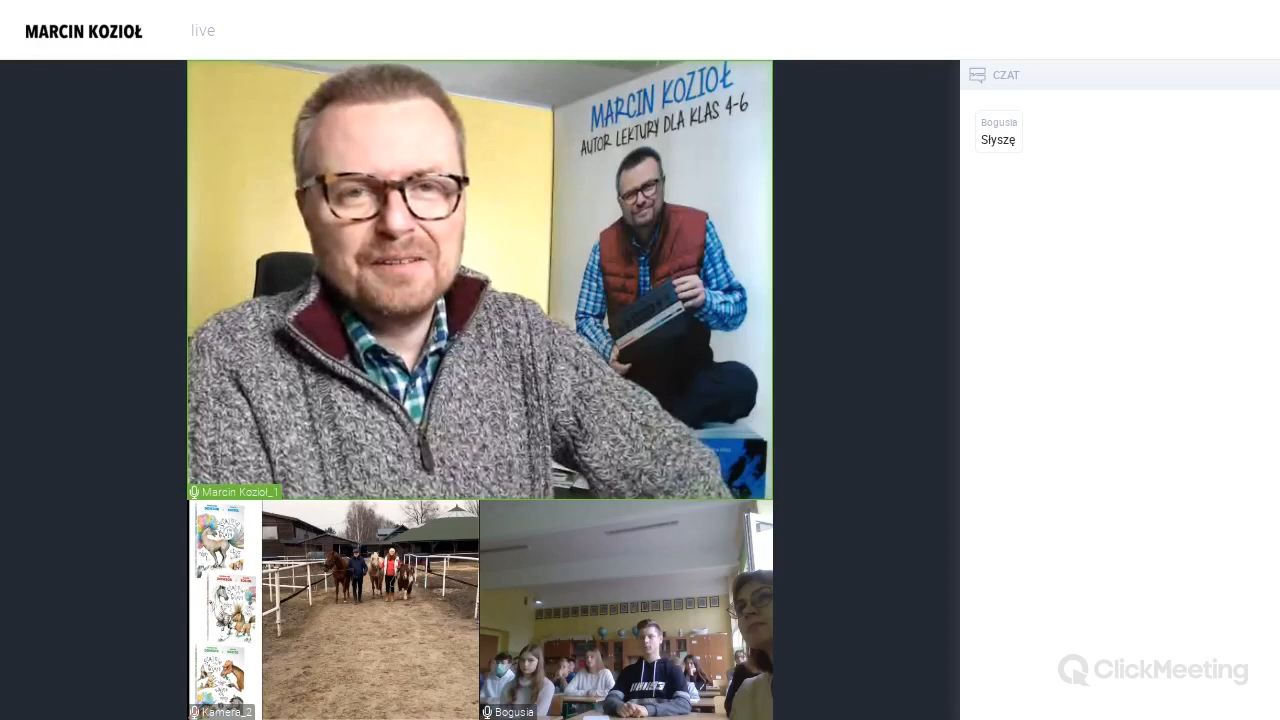 MARCIN KOZIOŁ
live
CZAT
Bogusia
Słyszę
MARCIN KOZIOŁ
AUTOR LEKTURY DLA KLAS 4-6
Marcin Kozioł_1
Kamera_2
Bogusia
ClickMeeting